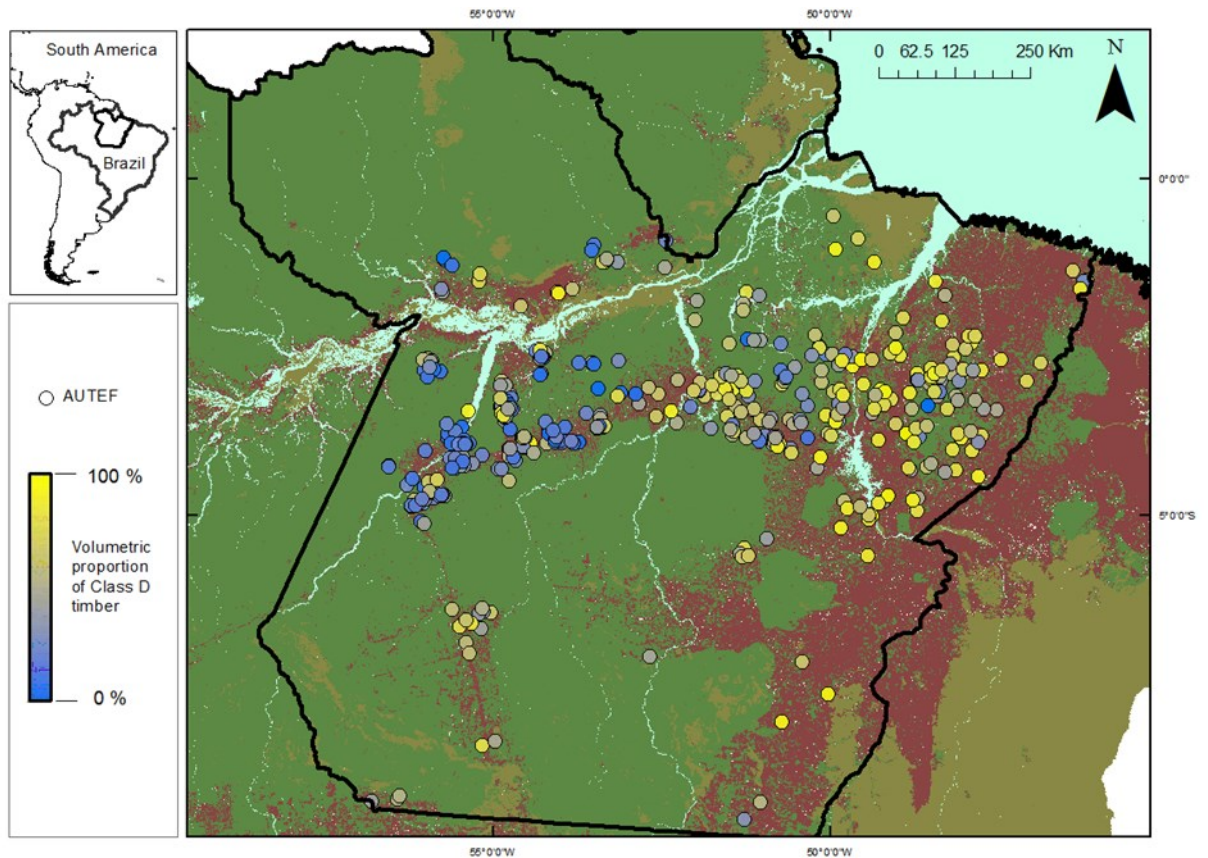 55°0'0"W
50°0'0"W
South America
Brazil
0 62.5 125 250 Km
N
0°0'0"
AUTEF
100 %
Volumetric
proportion
of Class D
timber
0 %
5°0'0"S
55°0'0"W
50°0'0"W